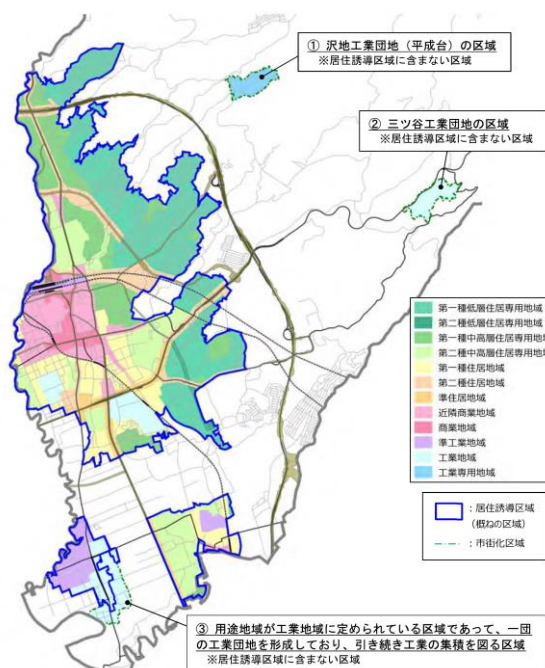 ① 沢地工業団地（平成台）の区域
※居住誘導区域に含まない区域
② 三ツ谷工業団地の区域
※居住誘導区域に含まない区域
第一種低層住居専用地域
第二種低層住居専用地域
第一種中高層住居専用地域
第二種中高層住居専用地域
第一種住居地域
第二種住居地域
準住居地域
近隣商業地域
商業地域
準工業地域
工業地域
工業専用地域
：居住誘導区域
（概ねの区域）
：市街化区域
③ 用途地域が工業地域に定められている区域であって、一団
の工業団地を形成しており、引き続き工業の集積を図る区域
※居住誘導区域に含まない区域